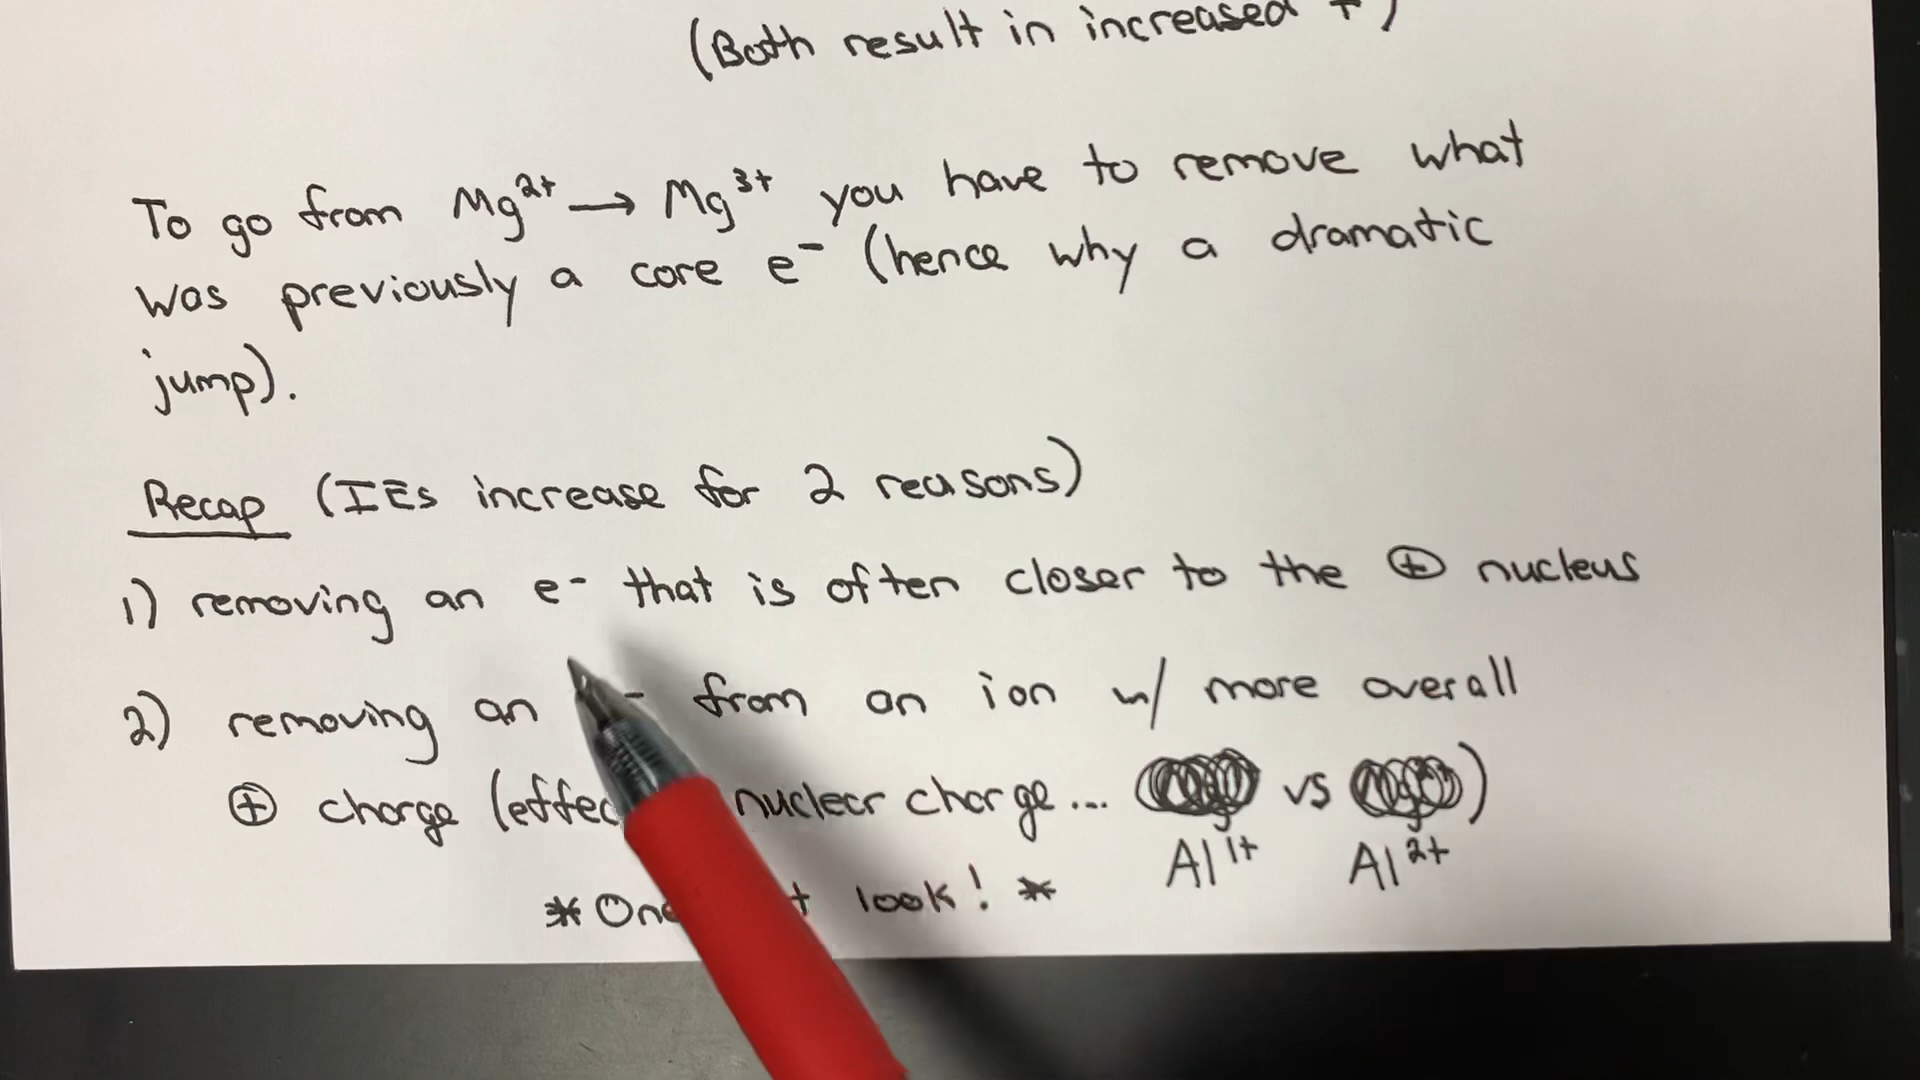 (Both result in increased
To go from Mg²⁺ → Mg³⁺ you have to remove what
was previously a core e⁻ (hence why a dramatic
jump).
Recap (IEs increase for 2 reasons)
1) removing an e⁻ that is often closer to the ⊕ nucleus
2) removing an from an ion w/ more overall
⊕ charge (effec nuclear charge... vs )
Al¹⁺ Al²⁺
* One look! *